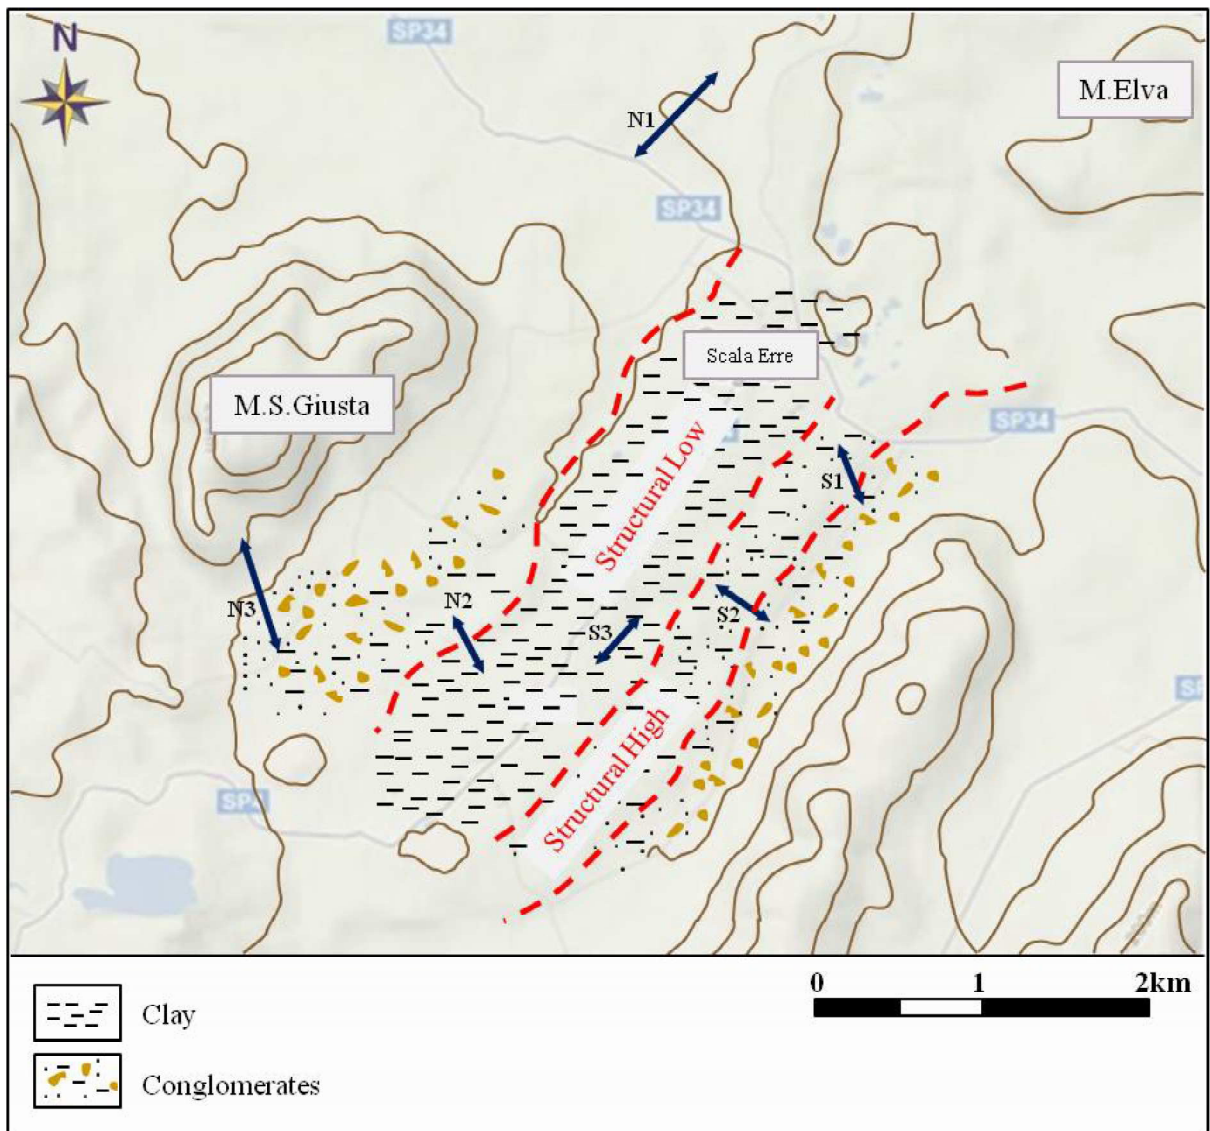 N
SP34
M.Elva
N1
SP34
Scala Erre
M.S.Giusta
SP34
Structural Low
S1
N3
N2
S3
S2
Structural High
0 1 2km
Clay
Conglomerates